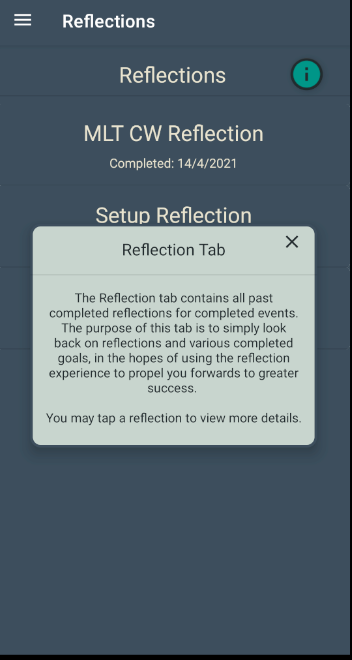 Reflections
Reflections
i
MLT CW Reflection
Completed: 14/4/2021
Setup Reflection
Reflection Tab
The Reflection tab contains all past
completed reflections for completed events.
The purpose of this tab is to simply look
back on reflections and various completed
goals, in the hopes of using the reflection
experience to propel you forwards to greater
success.
You may tap a reflection to view more details.